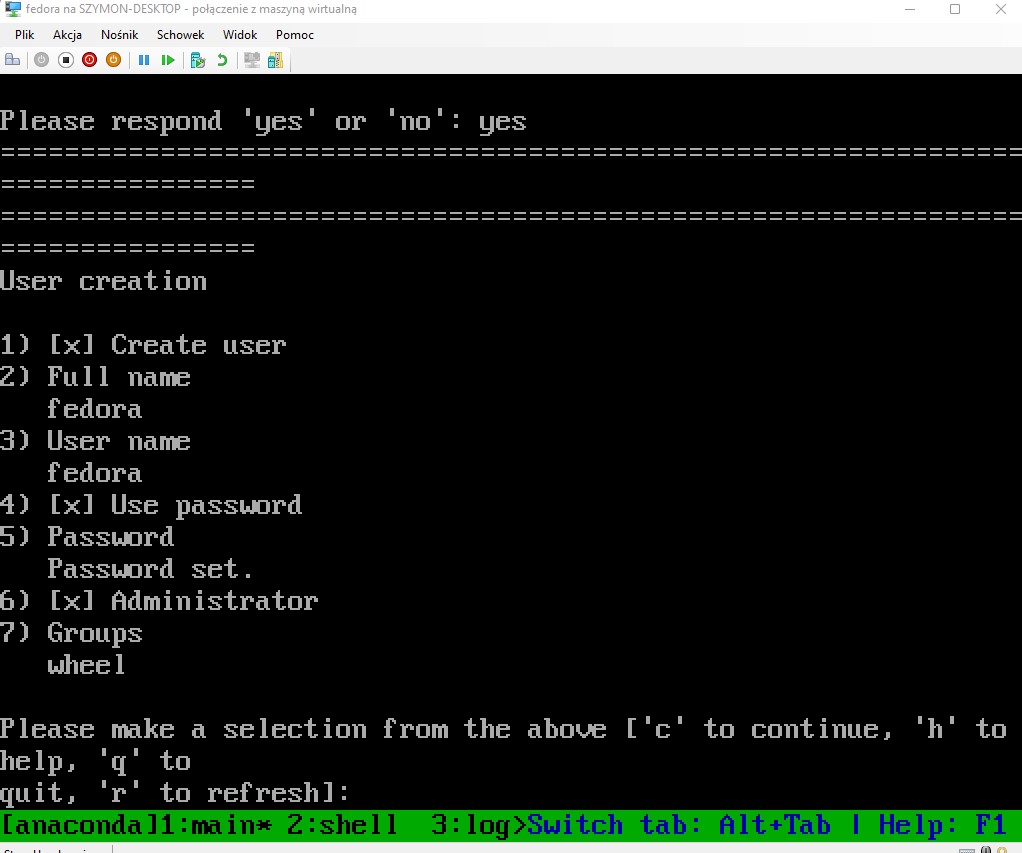 fedora na SZYMON-DESKTOP - połączenie z maszyną wirtualną
Plik Akcja Nośnik Schowek Widok Pomoc
Please respond 'yes' or 'no': yes
================================================================
================
================================================================
================
User creation
1) [x] Create user
2) Full name
fedora
3) User name
fedora
4) [x] Use password
5) Password
Password set.
6) [x] Administrator
7) Groups
wheel
Please make a selection from the above ['c' to continue, 'h' to
help, 'q' to
quit, 'r' to refresh]:
[anaconda]1:main* 2:shell  3:log>Switch tab: Alt+Tab | Help: F1